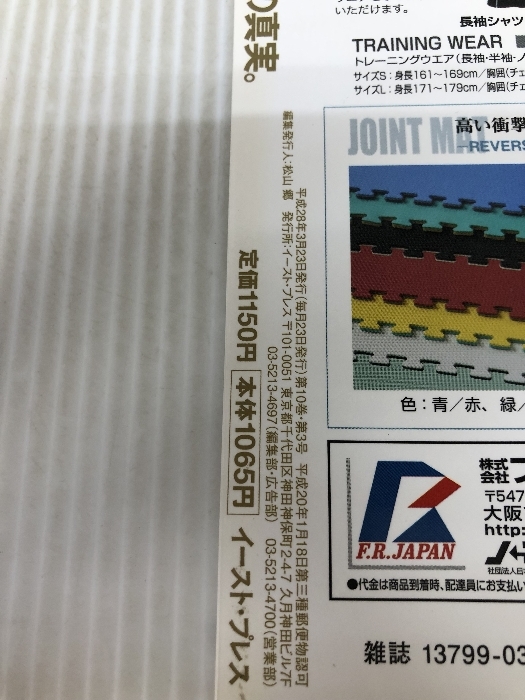 の真実。
平成28年3月23日発行(毎月23日発行)第10巻・第3号　平成20年1月18日第三種郵便物認可
編集発行人:松山 郷　発行所:イースト・プレス 〒101-0051 東京都千代田区神田神保町2-4-7 久月神田ビル7F
03-5213-4697(編集部・広告部)　03-5213-4700(営業部)
定価1150円 本体1065円 イースト・プレス
いただけます。
長袖シャツ
TRAINING WEAR
トレーニングウエア(長袖・半袖・ノ
サイズS:身長161〜169cm/胸囲(チェ
サイズL:身長171〜179cm/胸囲(チェ
JOINT MAT
高い衝撃
REVERS
色:青/赤、緑/
F.R.JAPAN
株式会社フ
〒547
大阪
http:
●代金は商品到着時、配達員にお支払い
雑誌 13799-03